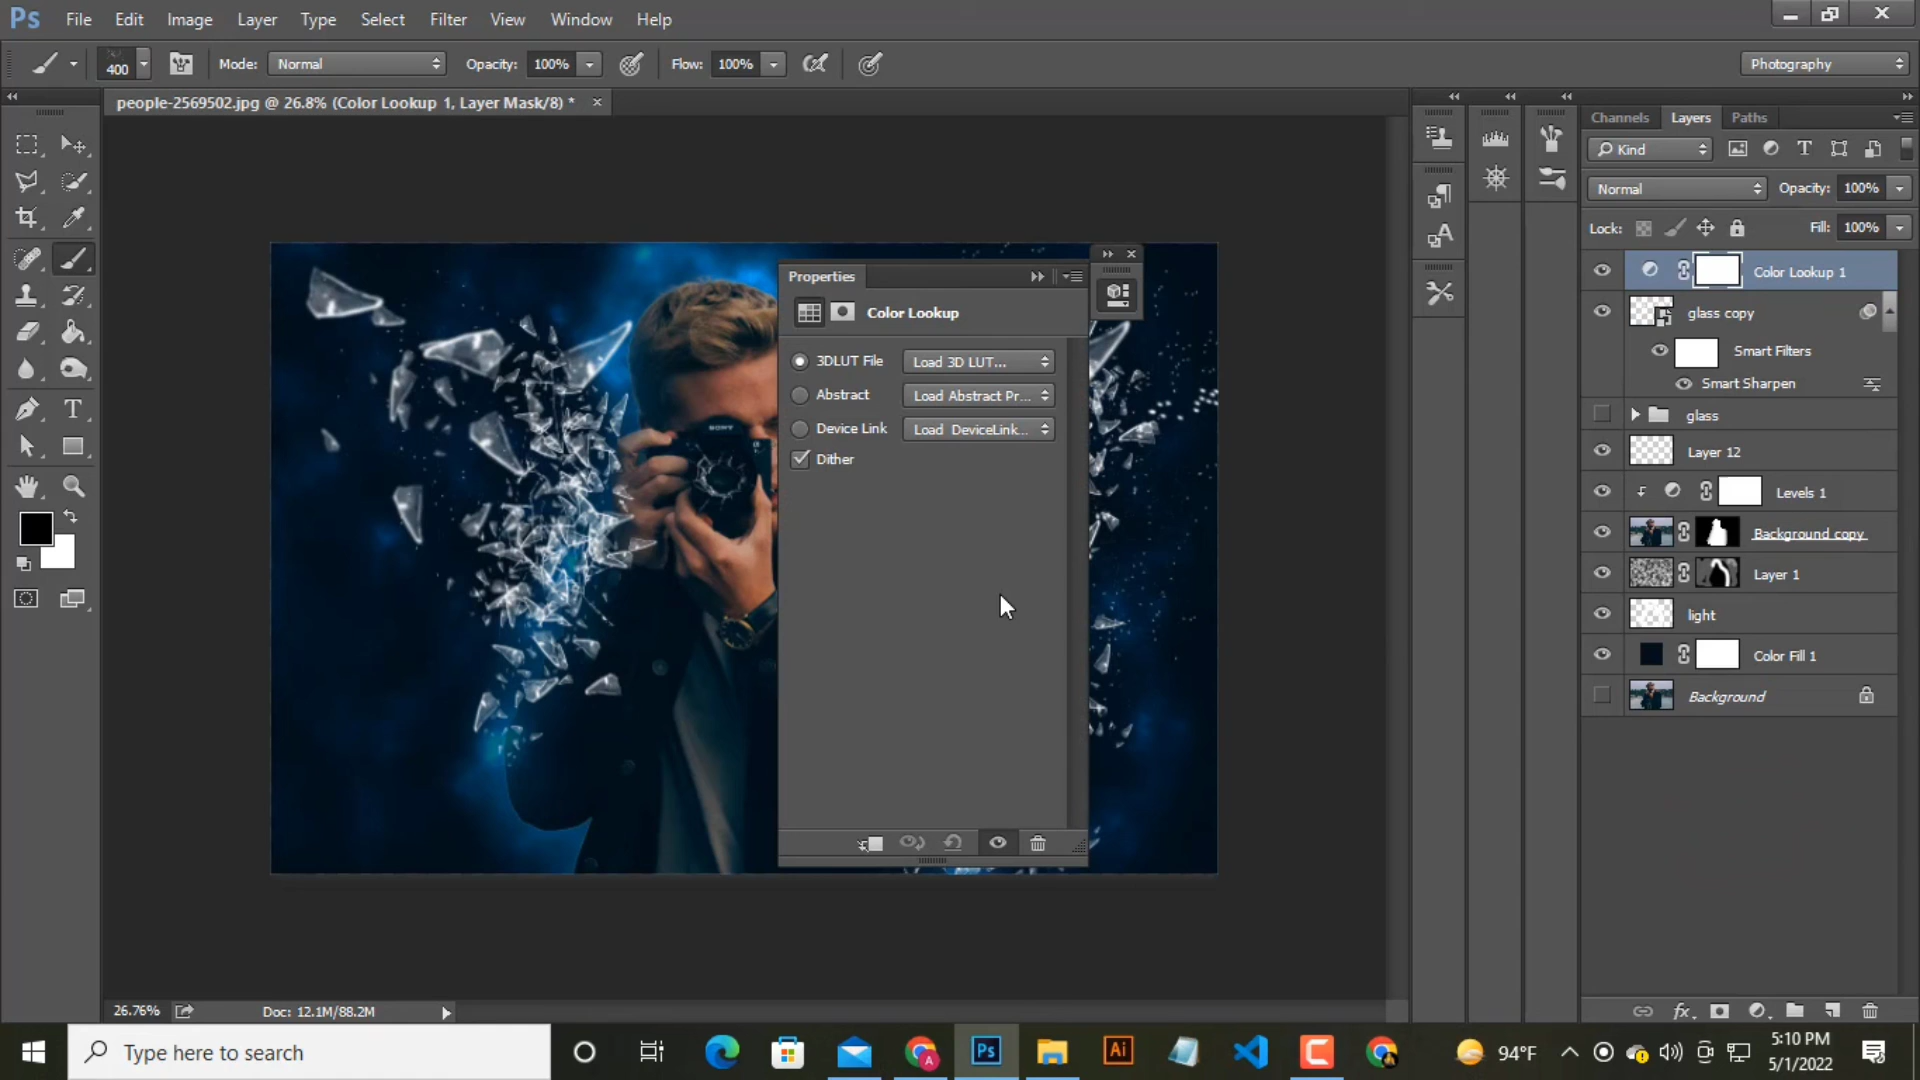 Ps File Edit Image Layer Type Select Filter View Window Help
400 Mode: Normal Opacity: 100% Flow: 100% Photography
people-2569502.jpg @ 26.8% (Color Lookup 1, Layer Mask/8) *
Channels Layers Paths
Kind
Normal Opacity: 100%
Lock: Fill: 100%
Color Lookup 1
glass copy
Smart Filters
Smart Sharpen
glass
Layer 12
Levels 1
Background copy
Layer 1
light
Color Fill 1
Background
Properties
Color Lookup
3DLUT File Load 3D LUT...
Abstract Load Abstract Pr...
Device Link Load DeviceLink...
Dither
SONY
26.76% Doc: 12.1M/88.2M
Type here to search
Ps
Ai
A
94°F
5:10 PM
5/1/2022